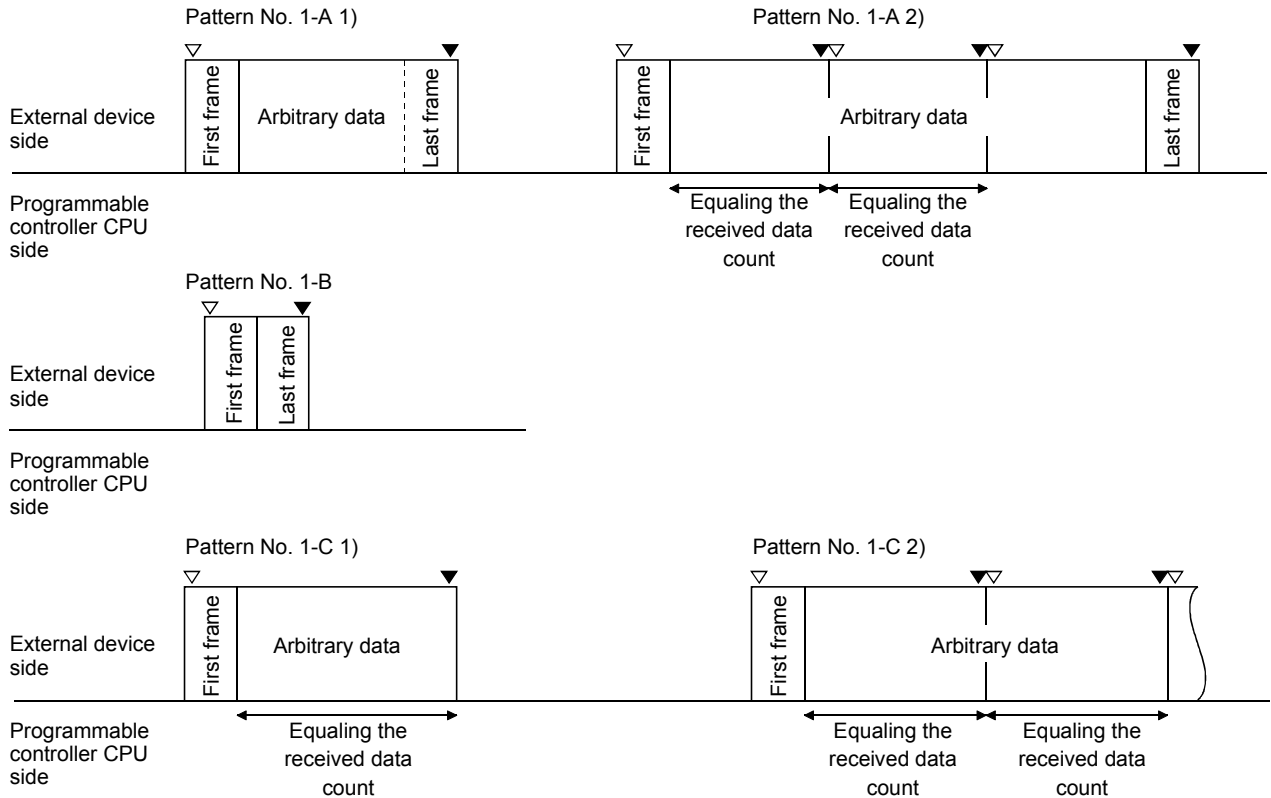 Pattern No. 1-A 1)
Pattern No. 1-A 2)
External device
side
First frame
Arbitrary data
Last frame
First frame
Arbitrary data
Last frame
Programmable
controller CPU
side
Equaling the
received data
count
Equaling the
received data
count
Pattern No. 1-B
External device
side
First frame
Last frame
Programmable
controller CPU
side
Pattern No. 1-C 1)
Pattern No. 1-C 2)
External device
side
First frame
Arbitrary data
First frame
Arbitrary data
Programmable
controller CPU
side
Equaling the
received data
count
Equaling the
received data
count
Equaling the
received data
count